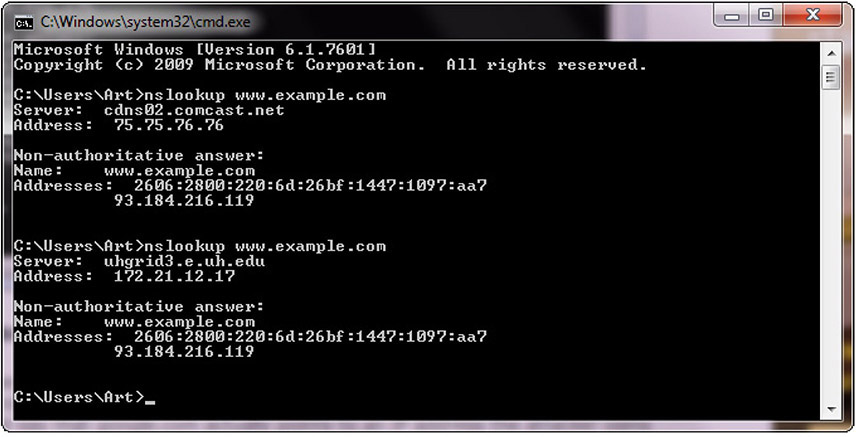 C:\Windows\system32\cmd.exe
Microsoft Windows [Version 6.1.7601]
Copyright (c) 2009 Microsoft Corporation.  All rights reserved.
C:\Users\Art>nslookup www.example.com
Server:  cdns02.comcast.net
Address:  75.75.76.76
Non-authoritative answer:
Name:    www.example.com
Addresses:  2606:2800:220:6d:26bf:1447:1097:aa7
93.184.216.119
C:\Users\Art>nslookup www.example.com
Server:  uhgrid3.e.uh.edu
Address:  172.21.12.17
Non-authoritative answer:
Name:    www.example.com
Addresses:  2606:2800:220:6d:26bf:1447:1097:aa7
93.184.216.119
C:\Users\Art>_